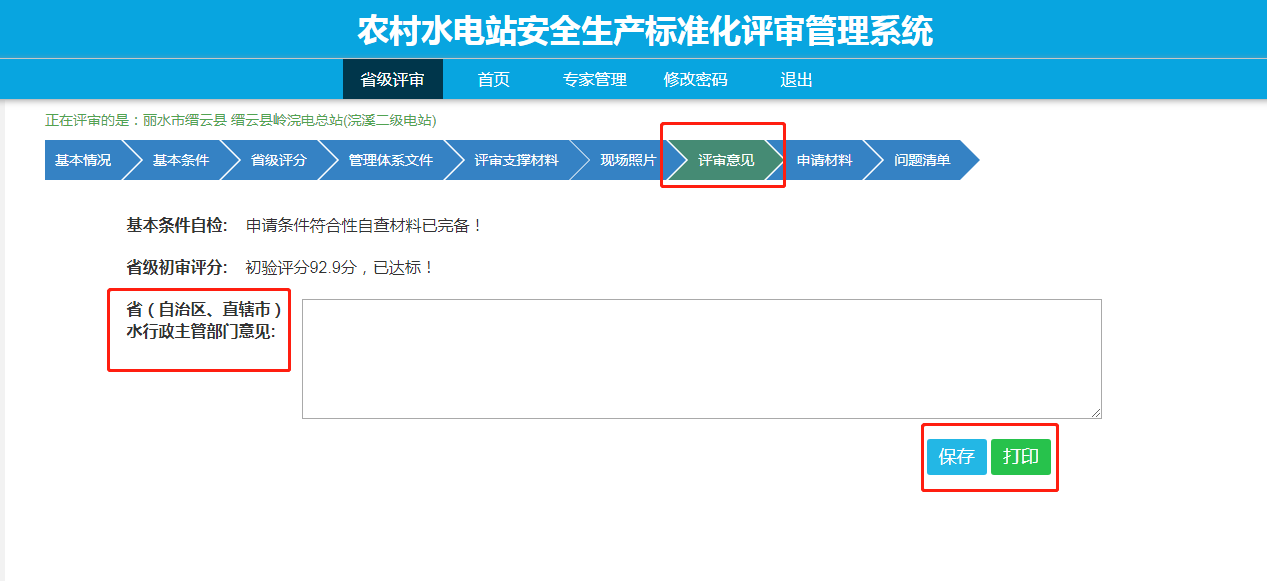 农村水电站安全生产标准化评审管理系统
省级评审 首页 专家管理 修改密码 退出
正在评审的是：丽水市缙云县 缙云县岭浣电总站(浣溪二级电站)
基本情况 基本条件 省级评分 管理体系文件 评审支撑材料 现场照片 评审意见 申请材料 问题清单
基本条件自检: 申请条件符合性自查材料已完备！
省级初审评分: 初验评分92.9分，已达标！
省（自治区、直辖市）
水行政主管部门意见:
保存 打印